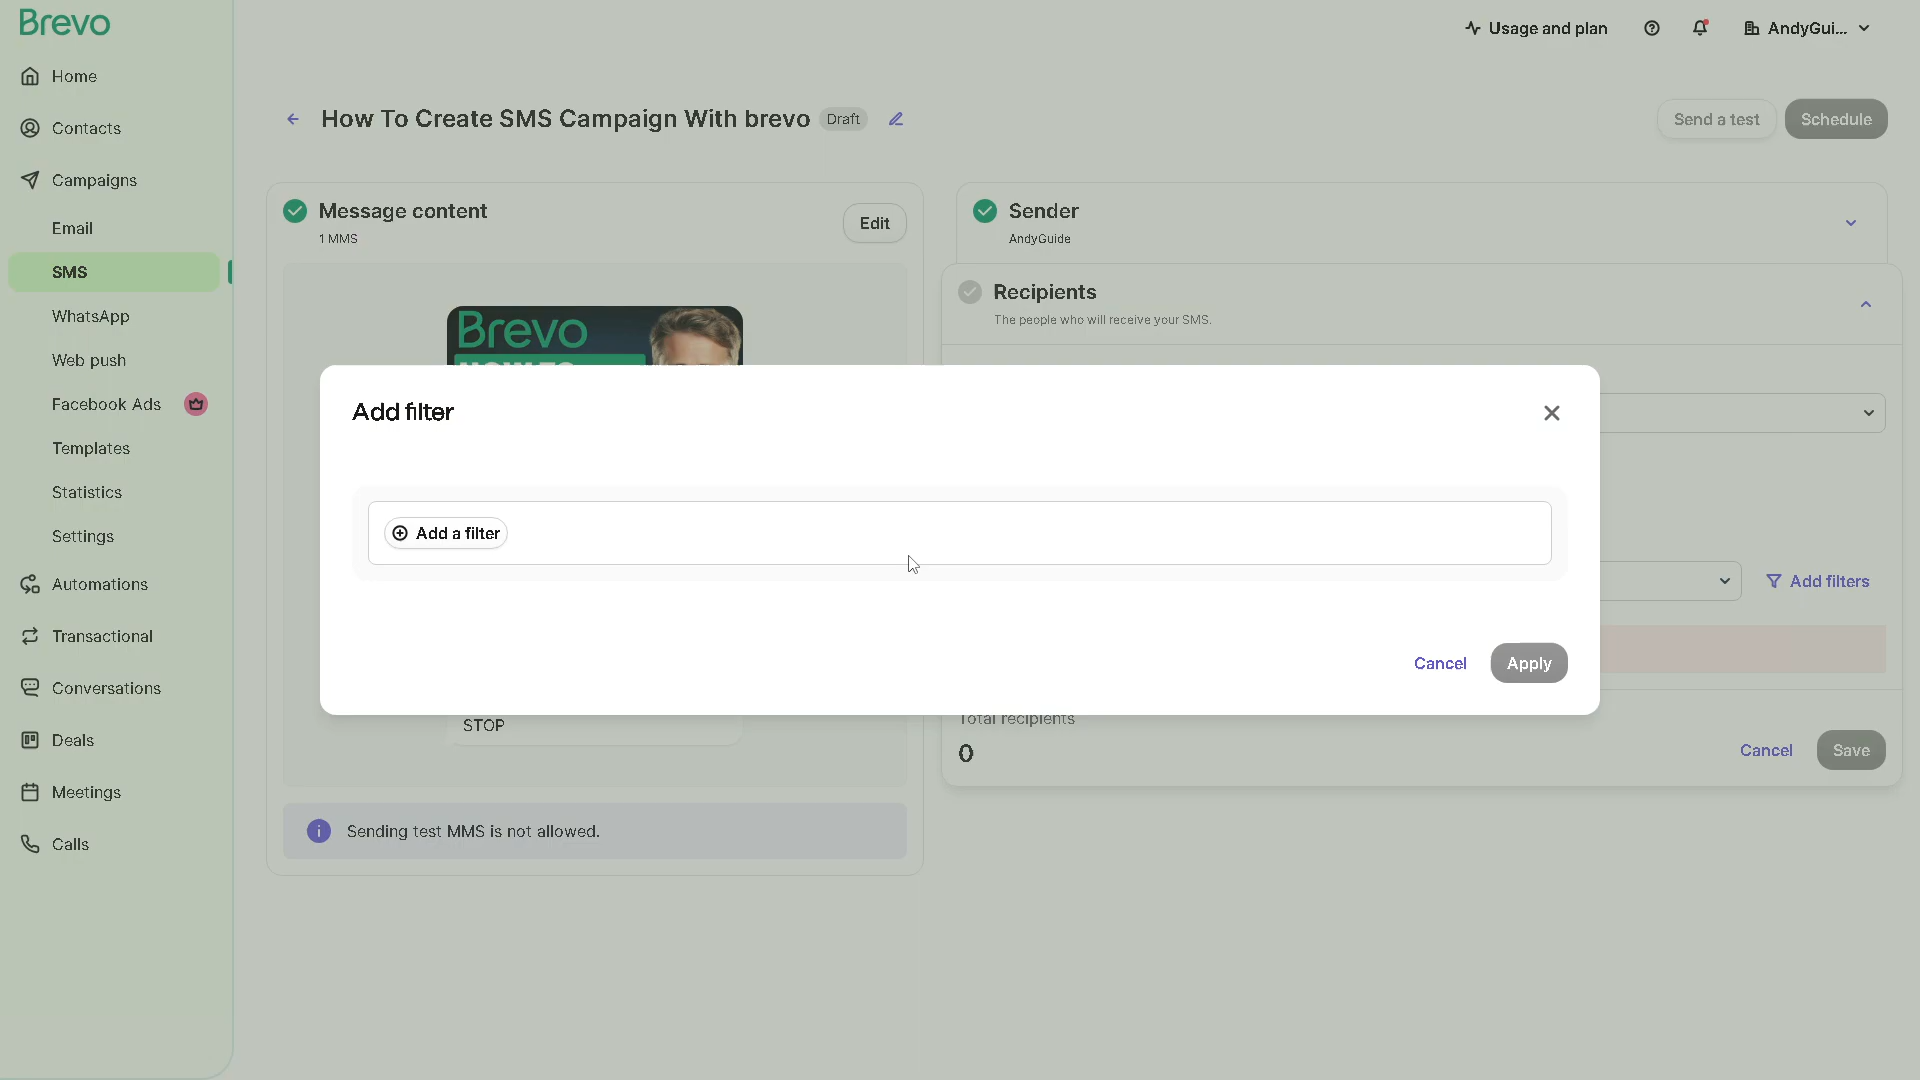 Brevo
Usage and plan
AndyGui...
Home
Contacts
Campaigns
Email
SMS
WhatsApp
Web push
Facebook Ads
Templates
Statistics
Settings
Automations
Transactional
Conversations
Deals
Meetings
Calls
How To Create SMS Campaign With brevo
Draft
Send a test
Schedule
Message content
1 MMS
Edit
Brevo
HOW TO
Sender
AndyGuide
Recipients
The people who will receive your SMS.
Add filter
Add a filter
Cancel
Apply
Add filters
STOP
Total recipients
0
Cancel
Save
Sending test MMS is not allowed.